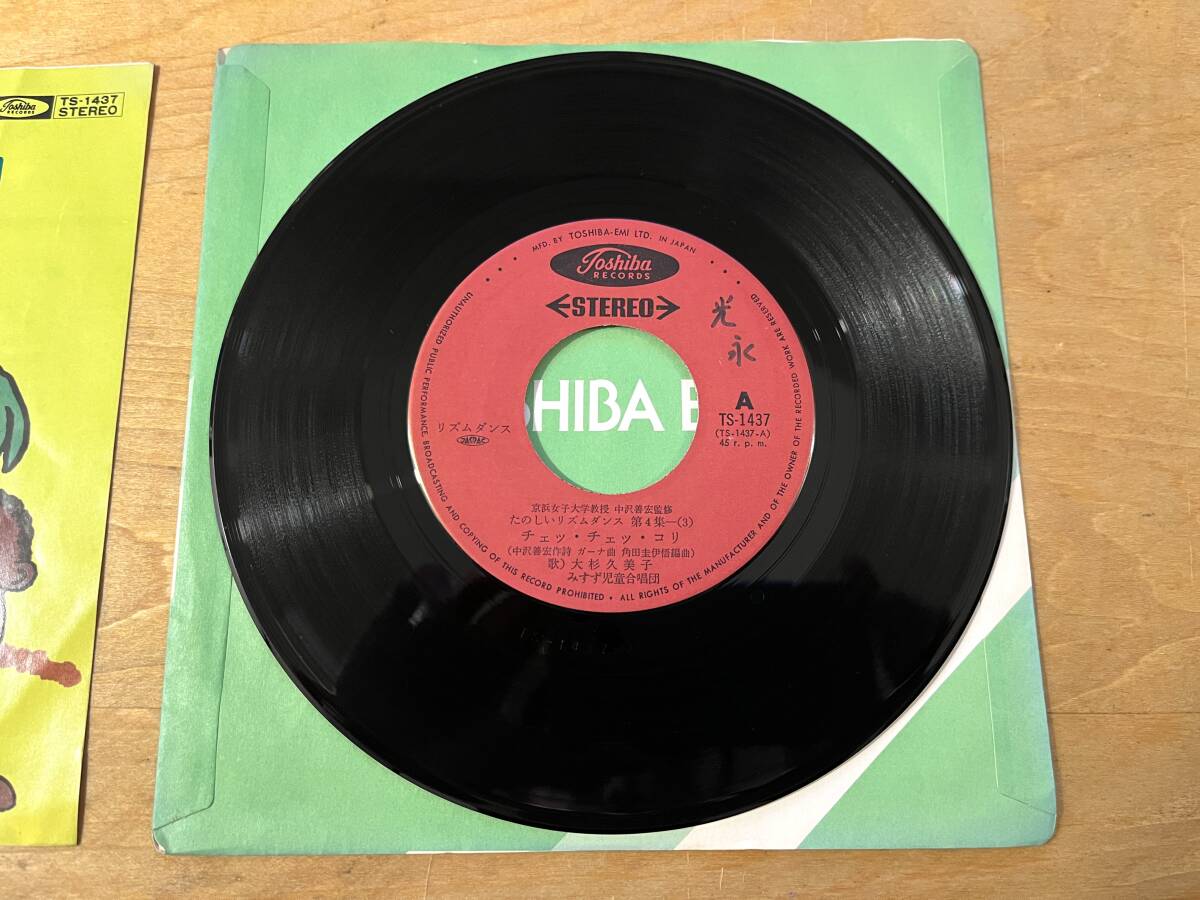 Toshiba
RECORDS
TS-1437
STEREO
MFD. BY TOSHIBA-EMI LTD. IN JAPAN
Toshiba
RECORDS
STEREO
光永
A
TS-1437
(TS-1437-A)
45 r. p. m.
リズムダンス
JASRAC
HIBA E
京浜女子大学教授 中沢善宏監修
たのしいリズムダンス 第4集—(3)
チェッ・チェッ・コリ
(中沢善宏作詩 ガーナ曲 角田圭伊悟編曲)
歌) 大杉久美子
みすず児童合唱団
UNAUTHORIZED PUBLIC PERFORMANCE, BROADCASTING AND COPYING OF THIS RECORD PROHIBITED • ALL RIGHTS OF THE MANUFACTURER AND OF THE OWNER OF THE RECORDED WORK ARE RESERVED